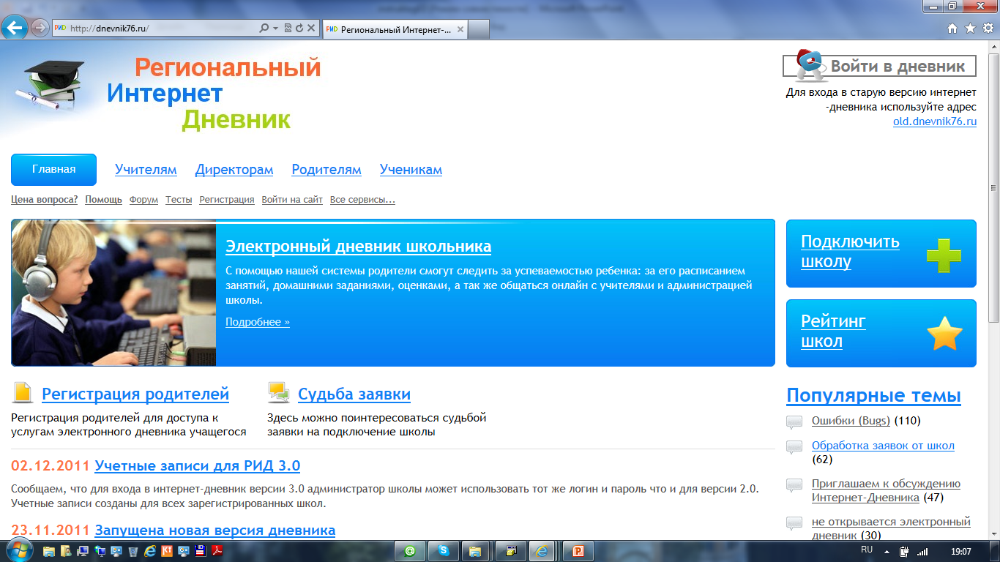 http://dnevnik76.ru/
РИД Региональный Интернет-...
Региональный
Интернет
Дневник
Войти в дневник
Для входа в старую версию интернет
-дневника используйте адрес
old.dnevnik76.ru
Главная Учителям Директорам Родителям Ученикам
Цена вопроса? Помощь Форум Тесты Регистрация Войти на сайт Все сервисы...
Электронный дневник школьника
С помощью нашей системы родители смогут следить за успеваемостью ребенка: за его расписанием
занятий, домашними заданиями, оценками, а так же общаться онлайн с учителями и администрацией
школы.
Подробнее »
Подключить
школу
Рейтинг
школ
Регистрация родителей
Регистрация родителей для доступа к
услугам электронного дневника учащегося
Судьба заявки
Здесь можно поинтересоваться судьбой
заявки на подключение школы
02.12.2011 Учетные записи для РИД 3.0
Сообщаем, что для входа в интернет-дневник версии 3.0 администратор школы может использовать тот же логин и пароль что и для версии 2.0.
Учетные записи созданы для всех зарегистрированных школ.
23.11.2011 Запущена новая версия дневника
Популярные темы
Ошибки (Bugs) (110)
Обработка заявок от школ
(62)
Приглашаем к обсуждению
Интернет-Дневника (47)
не открывается электронный
дневник (30)
RU
19:07